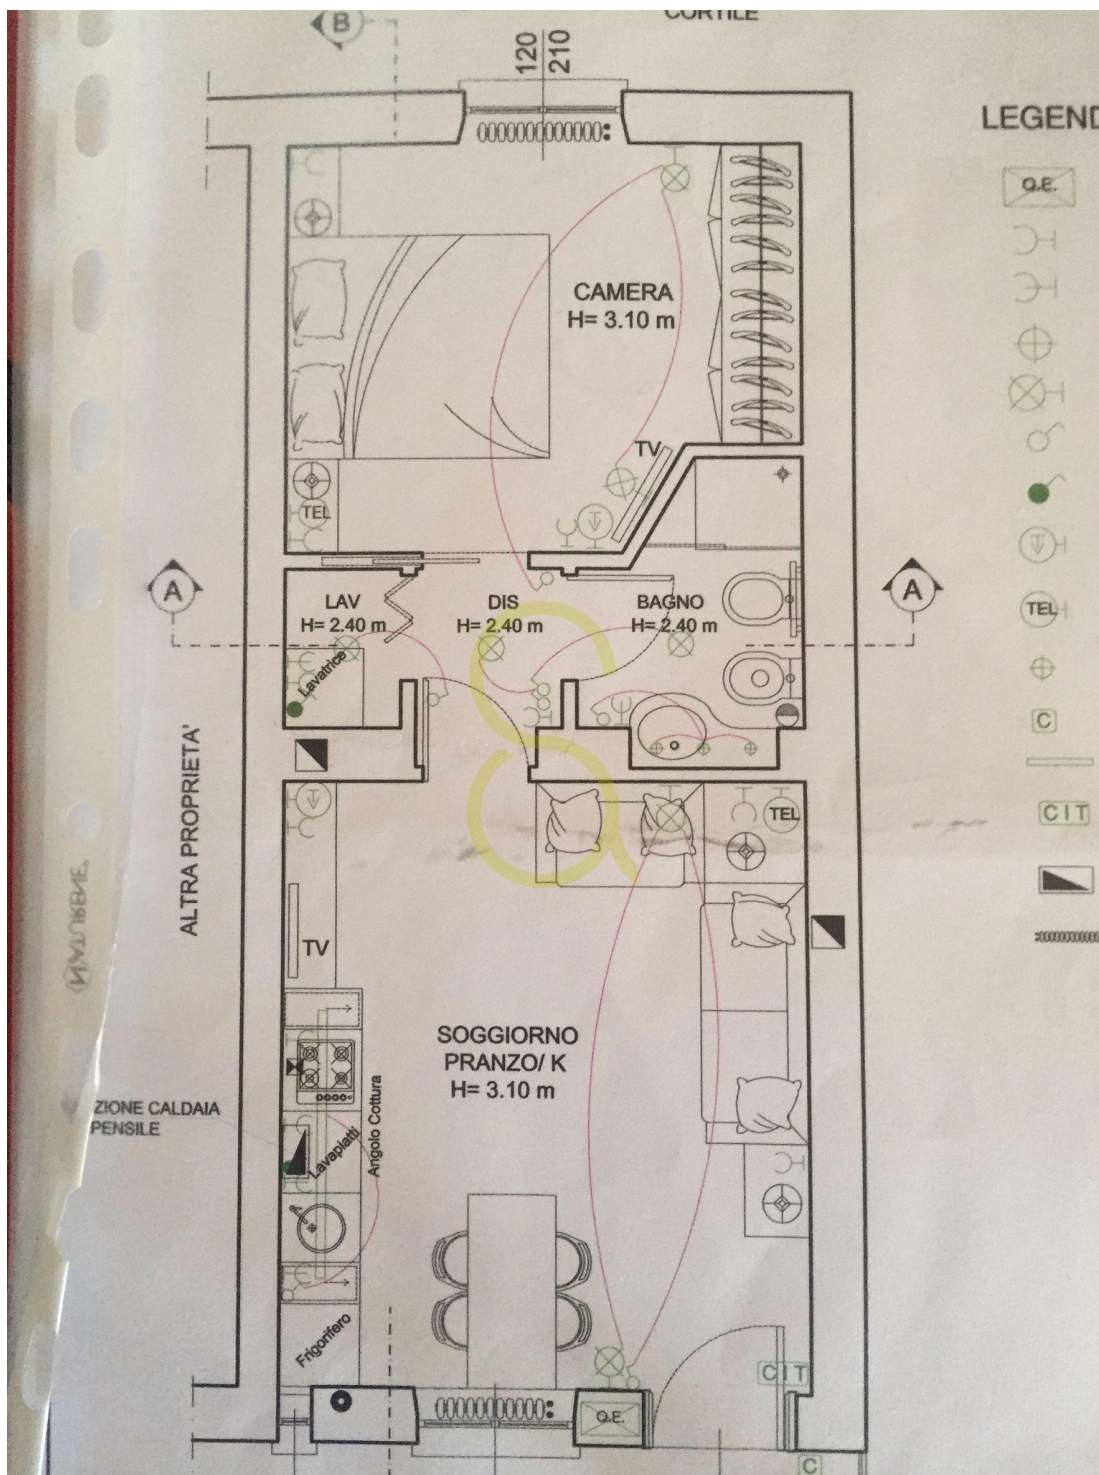 CORTILE
B
120
210
LEGEND
Q.E.
CAMERA
H= 3.10 m
TV
TEL
A
A
LAV
H= 2.40 m
DIS
H= 2.40 m
BAGNO
H= 2.40 m
Lavatrice
TEL
C
CIT
ALTRA PROPRIETA'
TEL
TV
NATURENE
SOGGIORNO
PRANZO/ K
H= 3.10 m
Angolo Cottura
ZIONE CALDAIA
PENSILE
Lavapiatti
Frigorifero
CIT
Q.E.
C